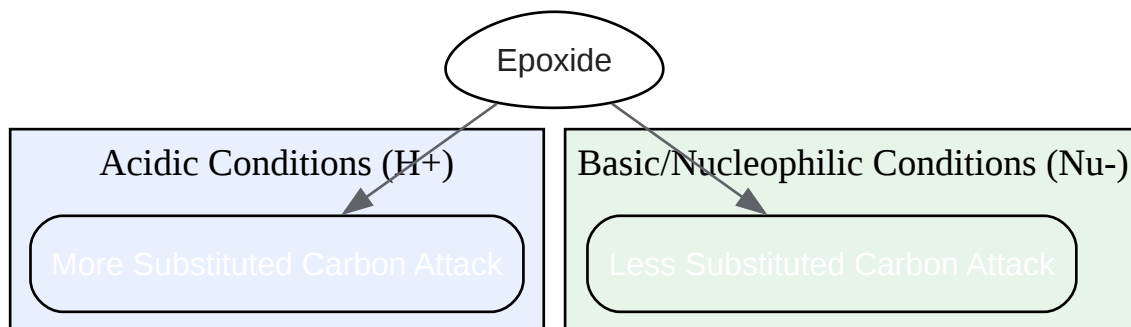 Epoxide
Acidic Conditions (H+)
Basic/Nucleophilic Conditions (Nu-)
More Substituted Carbon Attack
Less Substituted Carbon Attack